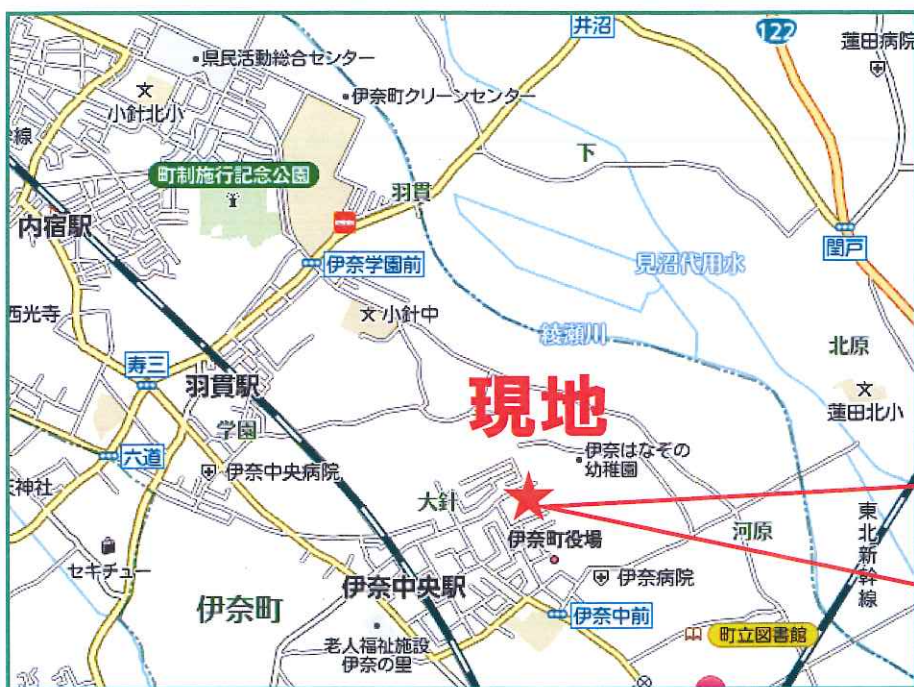 井沼
122
蓮田病院
県民活動総合センター
小針北小
伊奈町クリーンセンター
線
下
町制施行記念公園
羽貫
内宿駅
閏戸
伊奈学園前
見沼代用水
西光寺
小針中
綾瀬川
北原
寿三
羽貫駅
現地
蓮田北小
学園
六道
伊奈中央病院
伊奈はなぞの
幼稚園
神社
大針
河原
東北新幹線
伊奈町役場
セキチュー
伊奈中央駅
伊奈病院
伊奈町
伊奈中前
老人福祉施設
伊奈の里
町立図書館